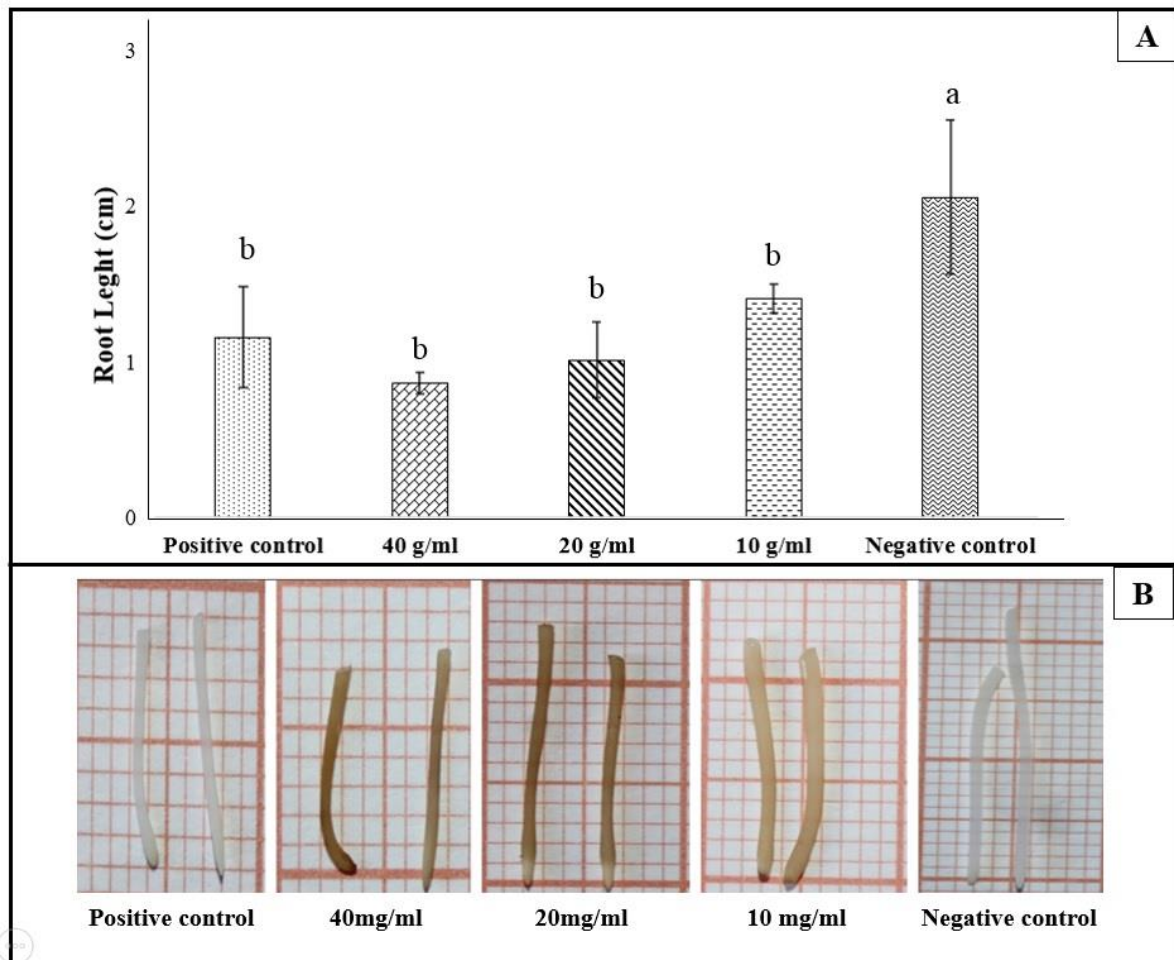 A
3
2
1
0
Root Leght (cm)
b
b
b
b
a
Positive control
40 g/ml
20 g/ml
10 g/ml
Negative control
B
Positive control
40mg/ml
20mg/ml
10 mg/ml
Negative control